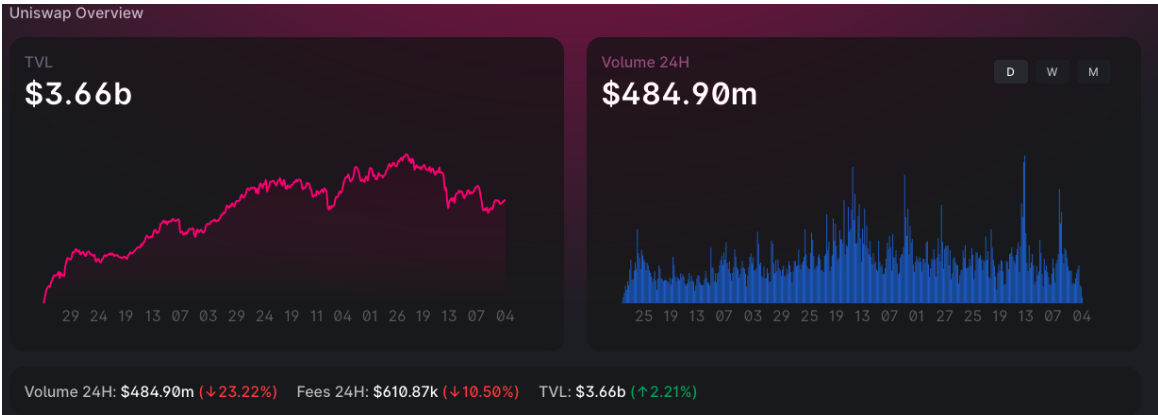 Uniswap Overview
TVL
$3.66b
29 24 19 13 07 03 29 24 19 11 04 01 26 19 13 07 04
Volume 24H
D W M
$484.90m
25 19 13 07 03 29 25 19 13 07 01 27 25 19 13 07 04
Volume 24H: $484.90m (↓23.22%) Fees 24H: $610.87k (↓10.50%) TVL: $3.66b (↑2.21%)